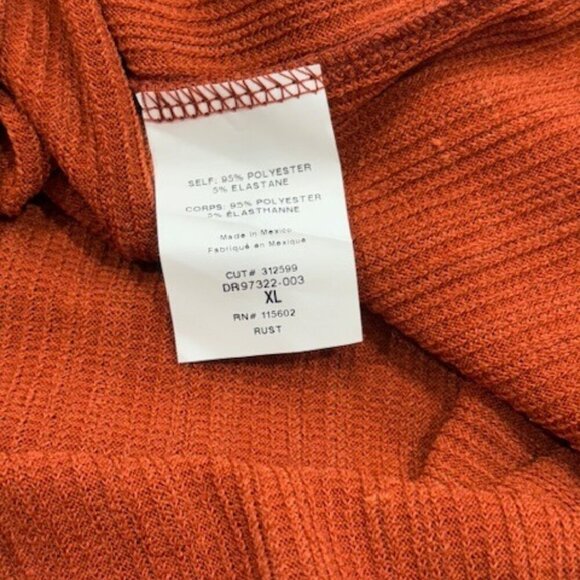 SELF: 95% POLYESTER
5% ELASTANE
CORPS: 95% POLYESTER
5% ÉLASTHANNE
Made in Mexico
Fabriqué en Mexique
CUT# 312599
DR97322-003
XL
RN# 115602
RUST